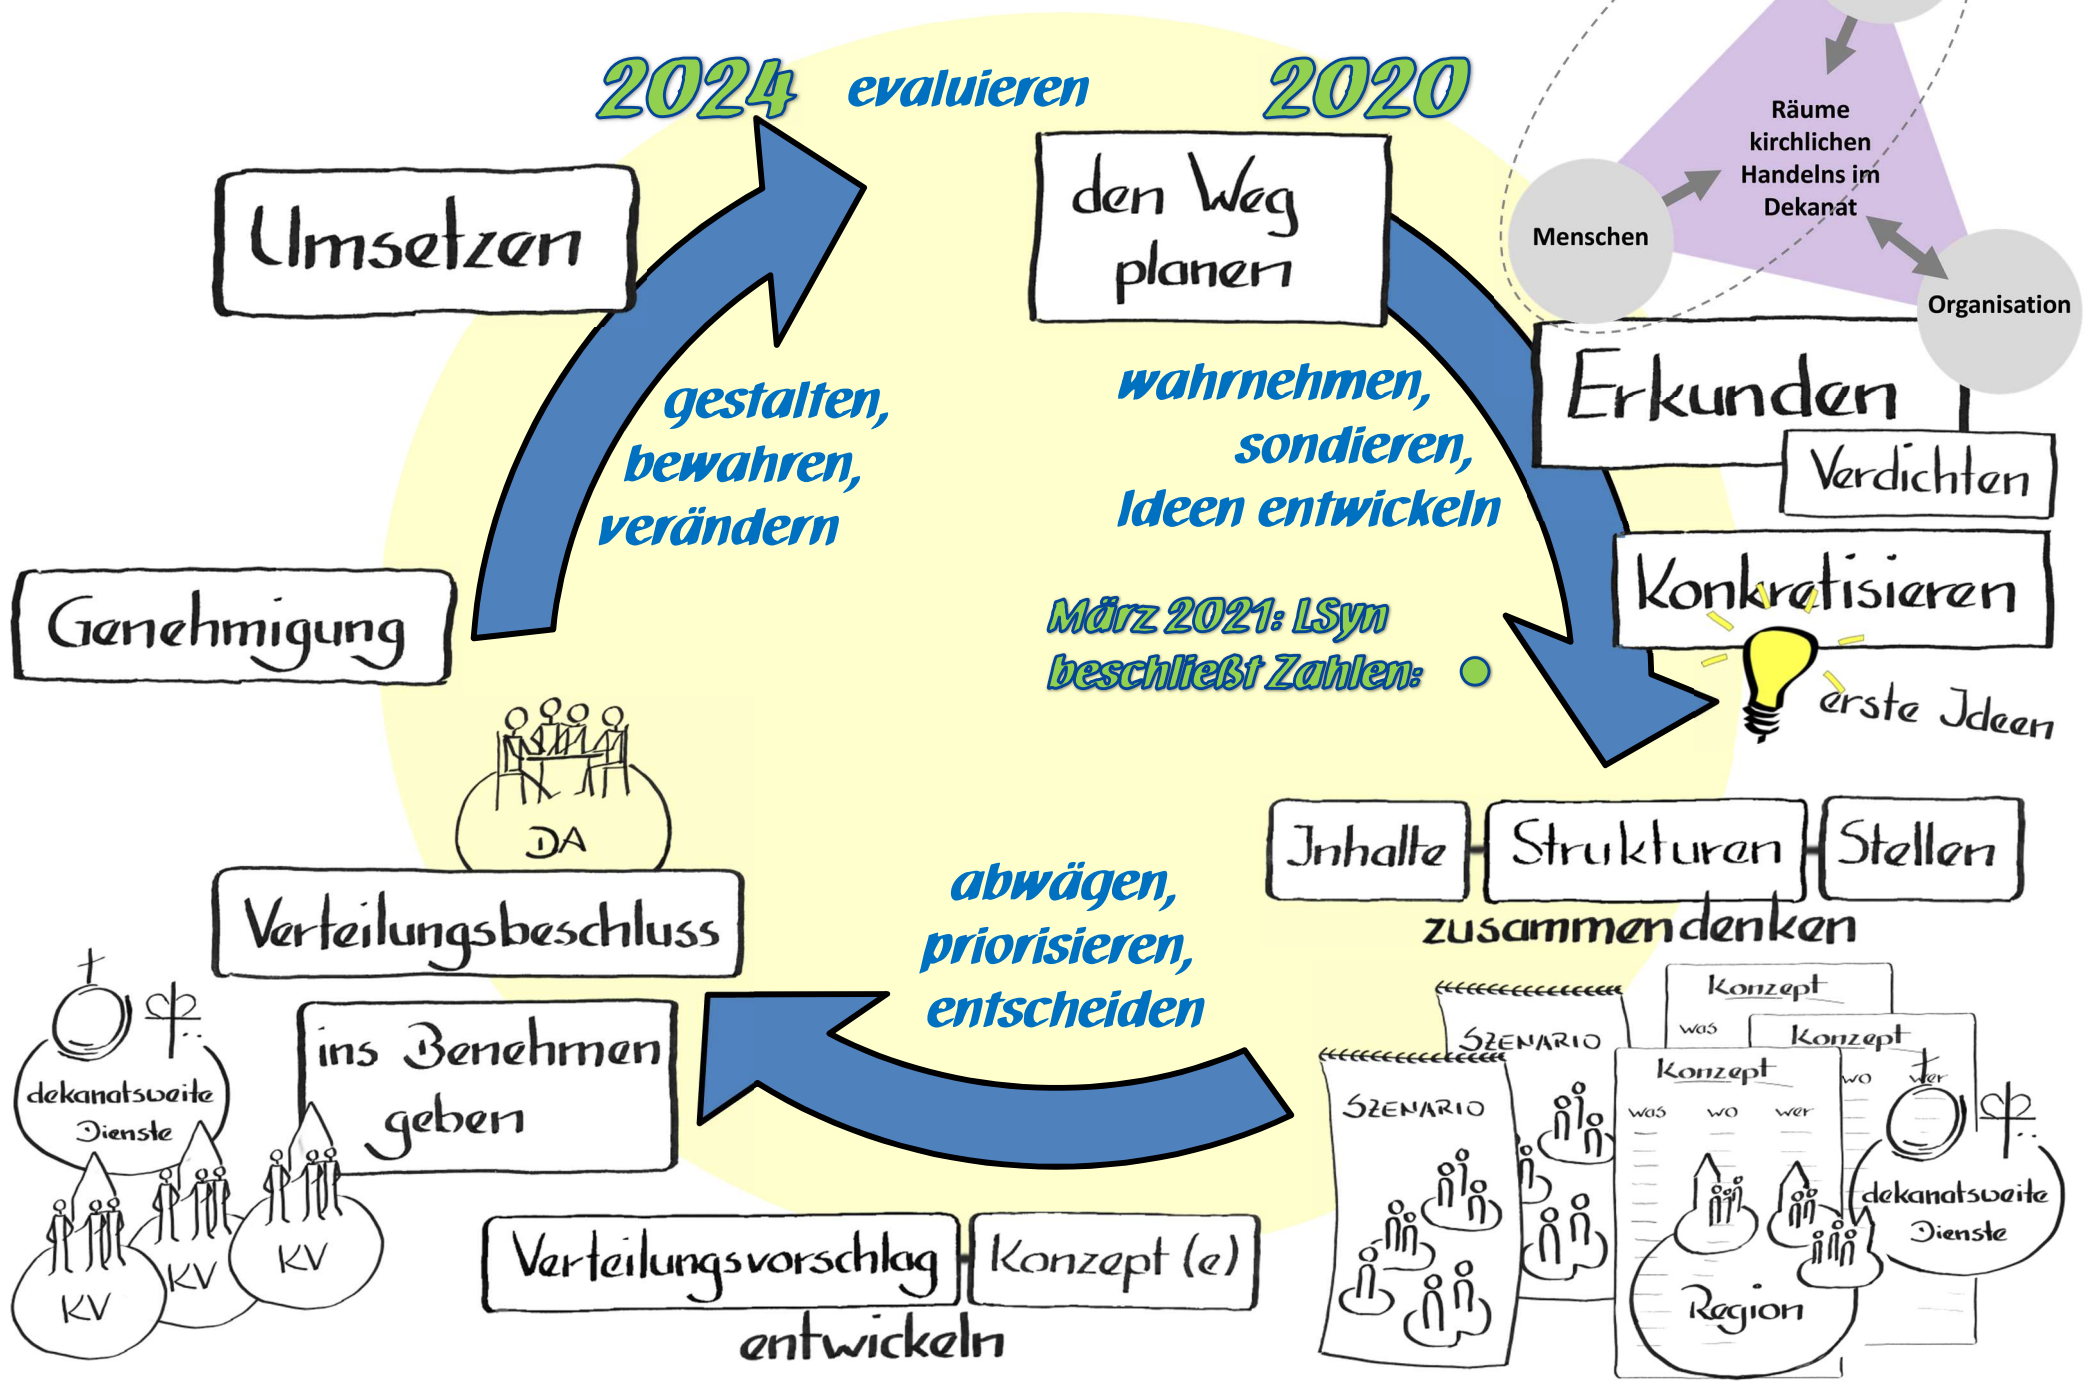 2024
evaluieren
2020
Räume
kirchlichen
Handelns im
Dekanat
Menschen
Organisation
Umsetzen
den Weg
planen
Erkunden
Verdichten
Konkretisieren
erste Ideen
wahrnehmen,
sondieren,
Ideen entwickeln
gestalten,
bewahren,
verändern
März 2021: LSyn
beschließt Zahlen:
Genehmigung
DA
Verteilungsbeschluss
ins Benehmen
geben
dekanatsweite
Dienste
KV
KV
KV
abwägen,
priorisieren,
entscheiden
Inhalte
Strukturen
Stellen
zusammendenken
Verteilungsvorschlag
Konzept (e)
entwickeln
SZENARIO
SZENARIO
Konzept
was
Konzept
wo wer
Konzept
was wo wer
Region
dekanatsweite
Dienste